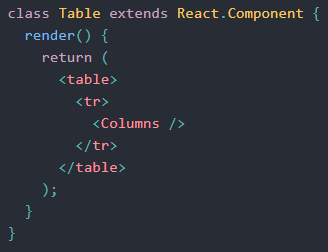 class Table extends React.Component {
  render() {
    return (
      <table>
        <tr>
          <Columns />
        </tr>
      </table>
    );
  }
}